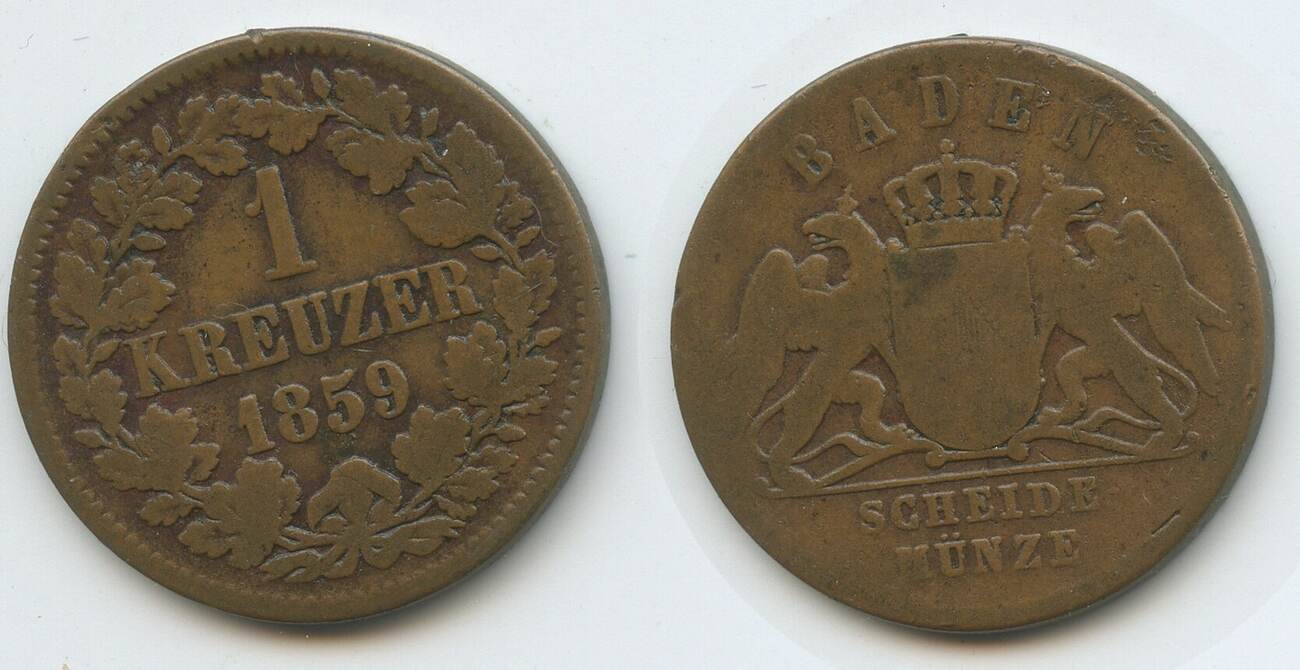 1
KREUZER
1859
BADEN
SCHEIDE
MÜNZE